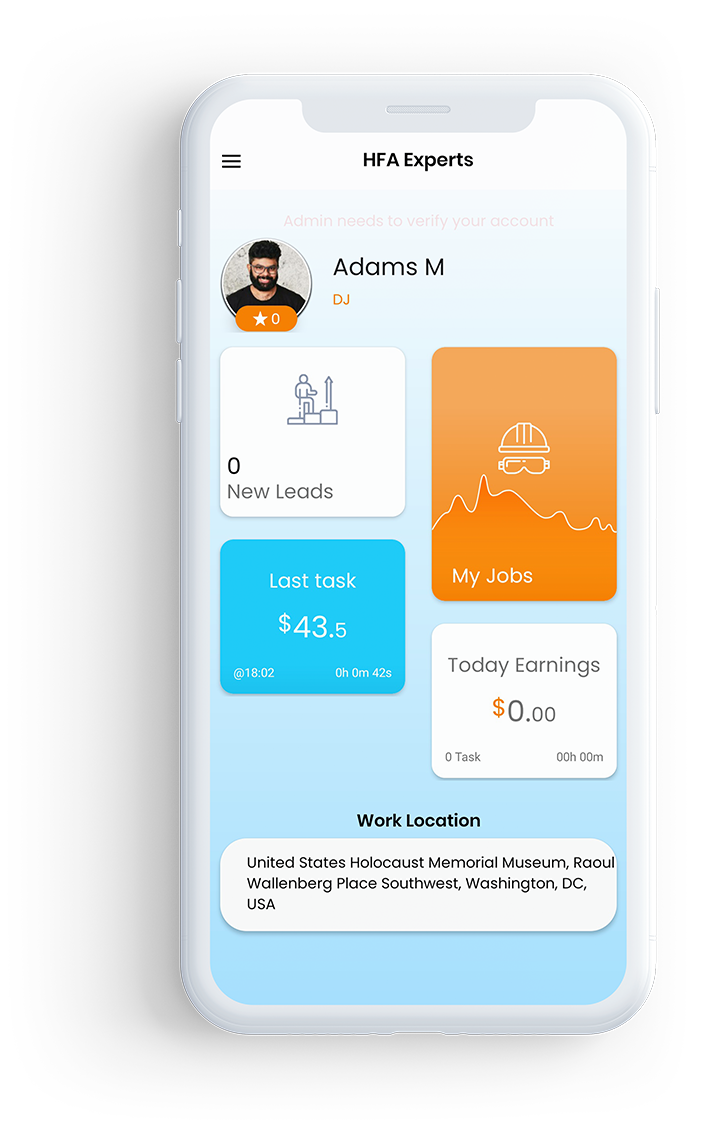 HFA Experts
Admin needs to verify your account
Adams M
DJ
0
0
New Leads
My Jobs
Last task
$43.5
@18:02
0h 0m 42s
Today Earnings
$0.00
0 Task
00h 00m
Work Location
United States Holocaust Memorial Museum, Raoul
Wallenberg Place Southwest, Washington, DC,
USA